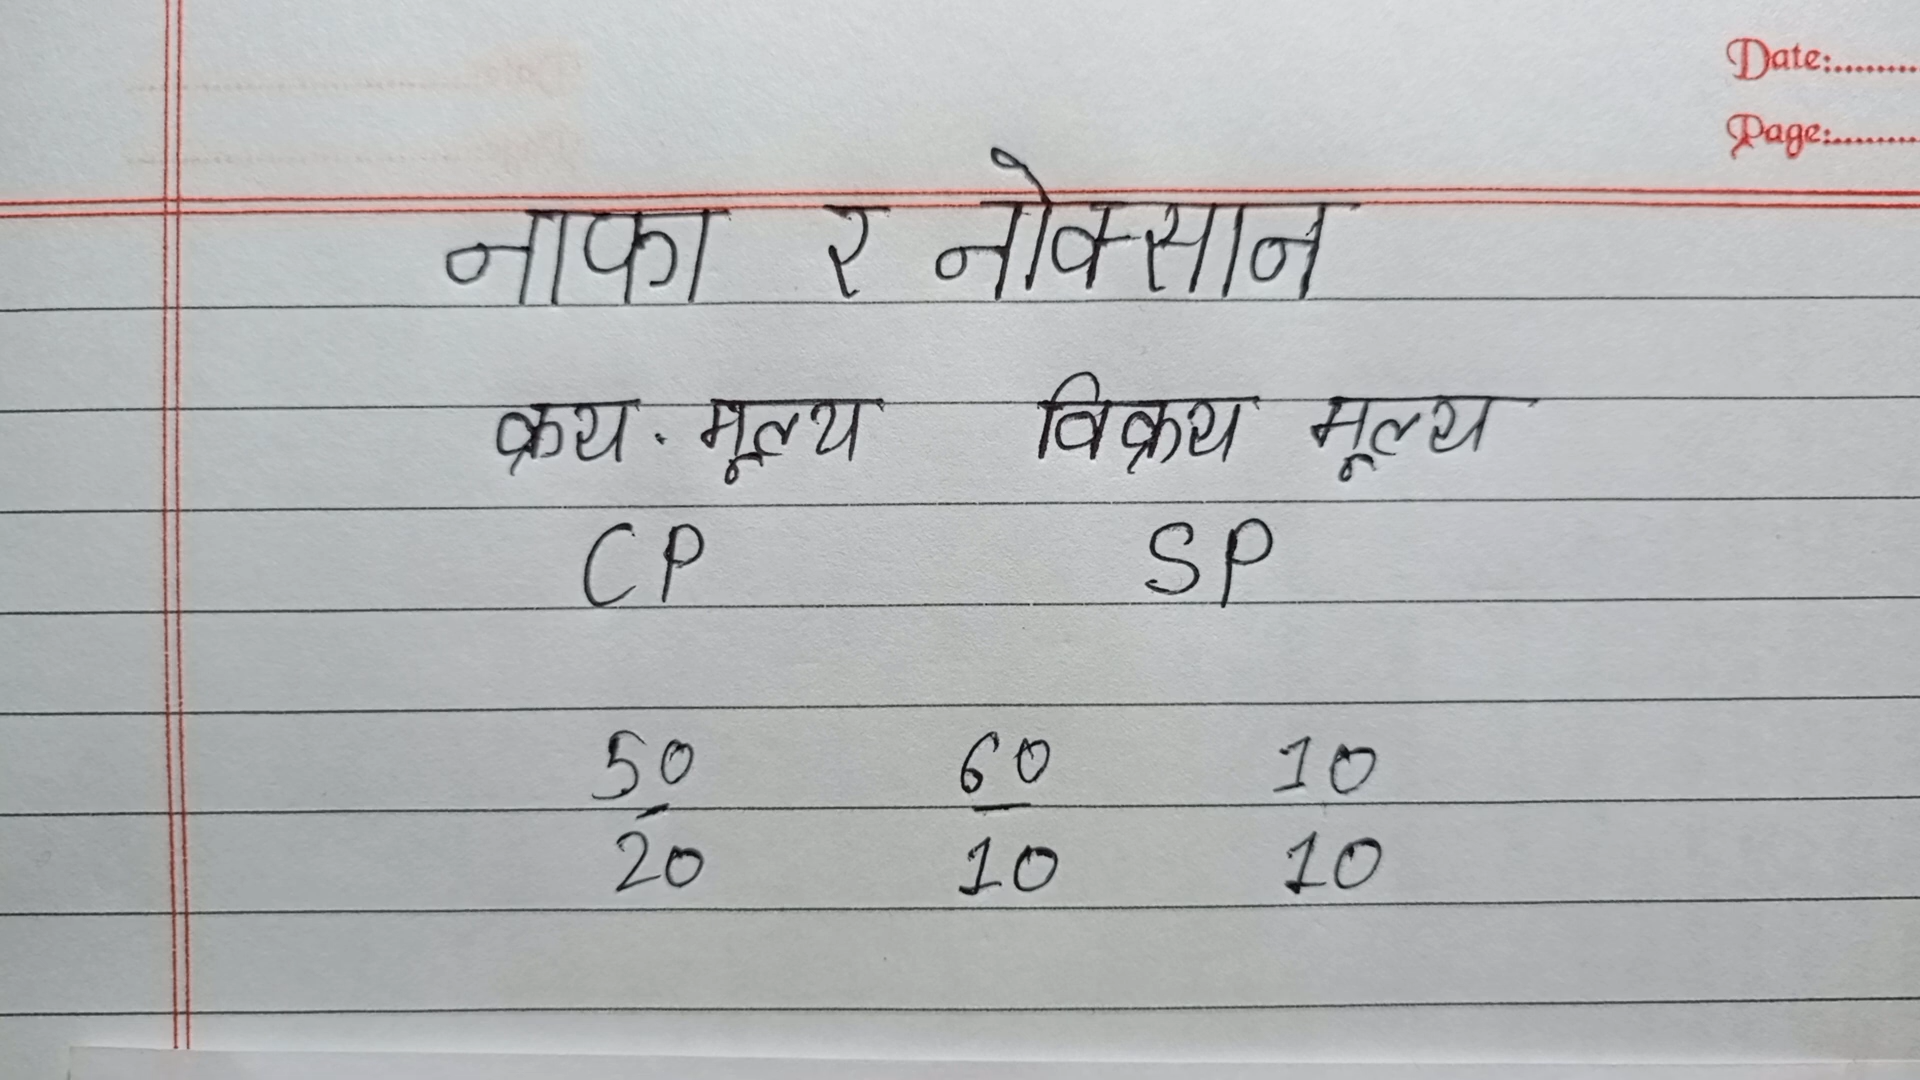 Date:.........
Page:.........
नाफा र नोक्सान
क्रय . मूल्य विक्रय मूल्य
CP SP
50 60 10
20 10 10